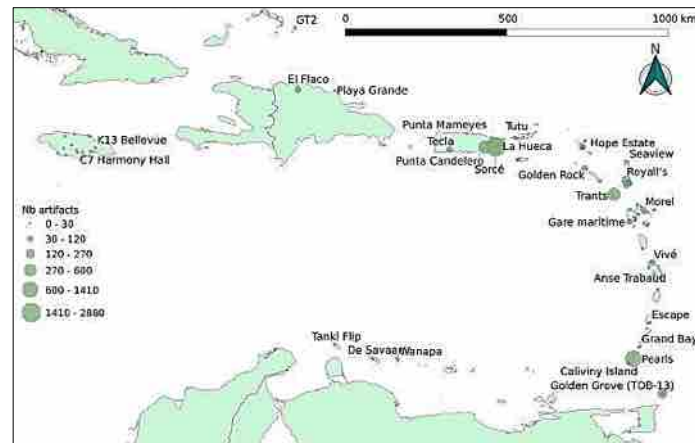 GT2
0 500 1000 km
N
El Flaco
Playa Grande
K13 Bellevue
C7 Harmony Hall
Punta Mameyes
Tutu
Tecla
La Hueca
Punta Candelero
Sorcé
Hope Estate
Seaview
Golden Rock
Royall's
Trants
Morel
Gare maritime
Nb artifacts
0 - 30
30 - 120
120 - 270
270 - 600
600 - 1410
1410 - 2860
Vivé
Anse Trabaud
Escape
Grand Bay
Pearls
Tanki Flip
De Savaan
Wanapa
Caliviny Island
Golden Grove (TOB-13)